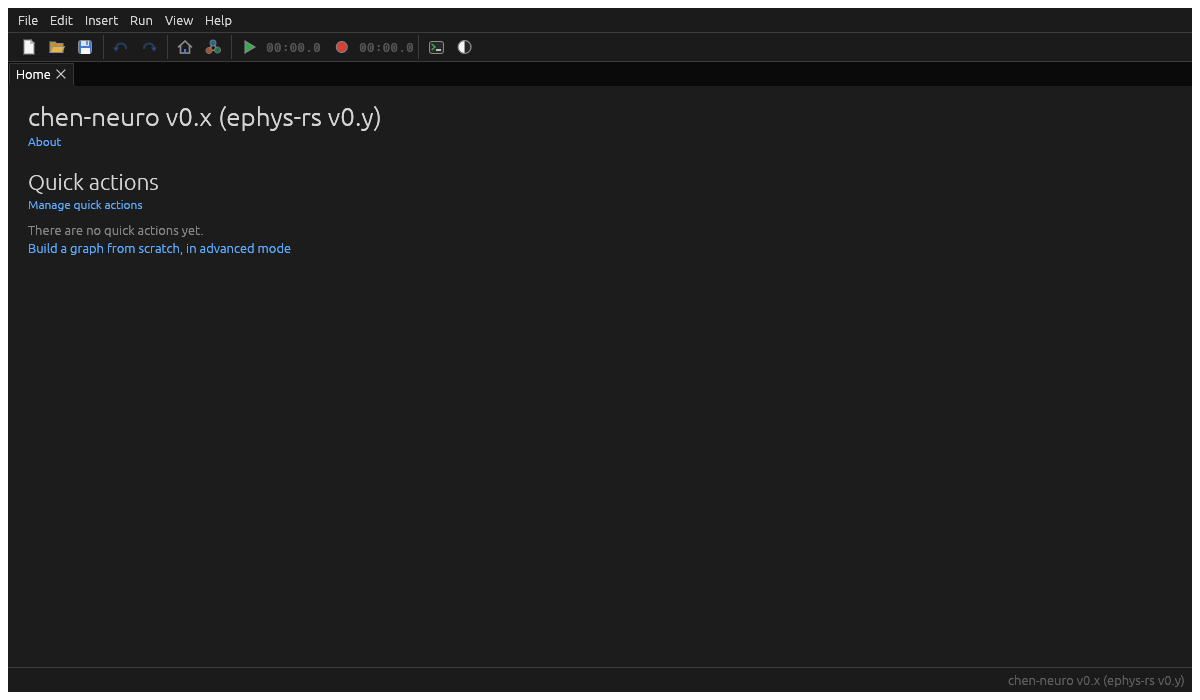 File Edit Insert Run View Help
00:00.0 00:00.0
Home
chen-neuro v0.x (ephys-rs v0.y)
About
Quick actions
Manage quick actions
There are no quick actions yet.
Build a graph from scratch, in advanced mode
chen-neuro v0.x (ephys-rs v0.y)